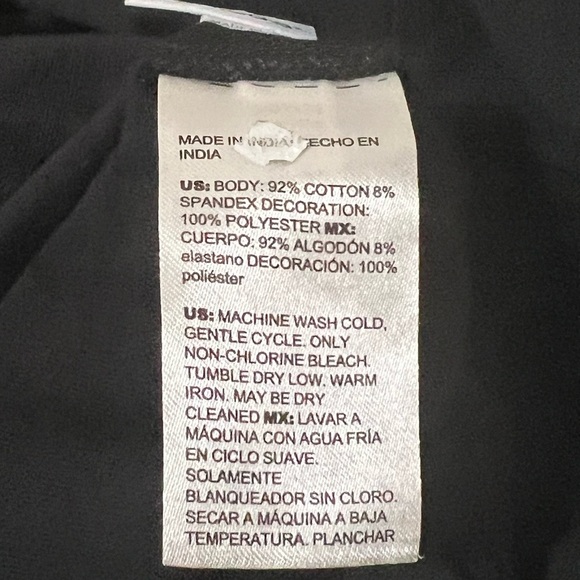 MADE IN INDIA/HECHO EN
INDIA
US: BODY: 92% COTTON 8%
SPANDEX DECORATION:
100% POLYESTER MX:
CUERPO: 92% ALGODÓN 8%
elastano DECORACIÓN: 100%
poliéster
US: MACHINE WASH COLD,
GENTLE CYCLE. ONLY
NON-CHLORINE BLEACH.
TUMBLE DRY LOW. WARM
IRON. MAY BE DRY
CLEANED MX: LAVAR A
MÁQUINA CON AGUA FRÍA
EN CICLO SUAVE.
SOLAMENTE
BLANQUEADOR SIN CLORO.
SECAR A MÁQUINA A BAJA
TEMPERATURA. PLANCHAR